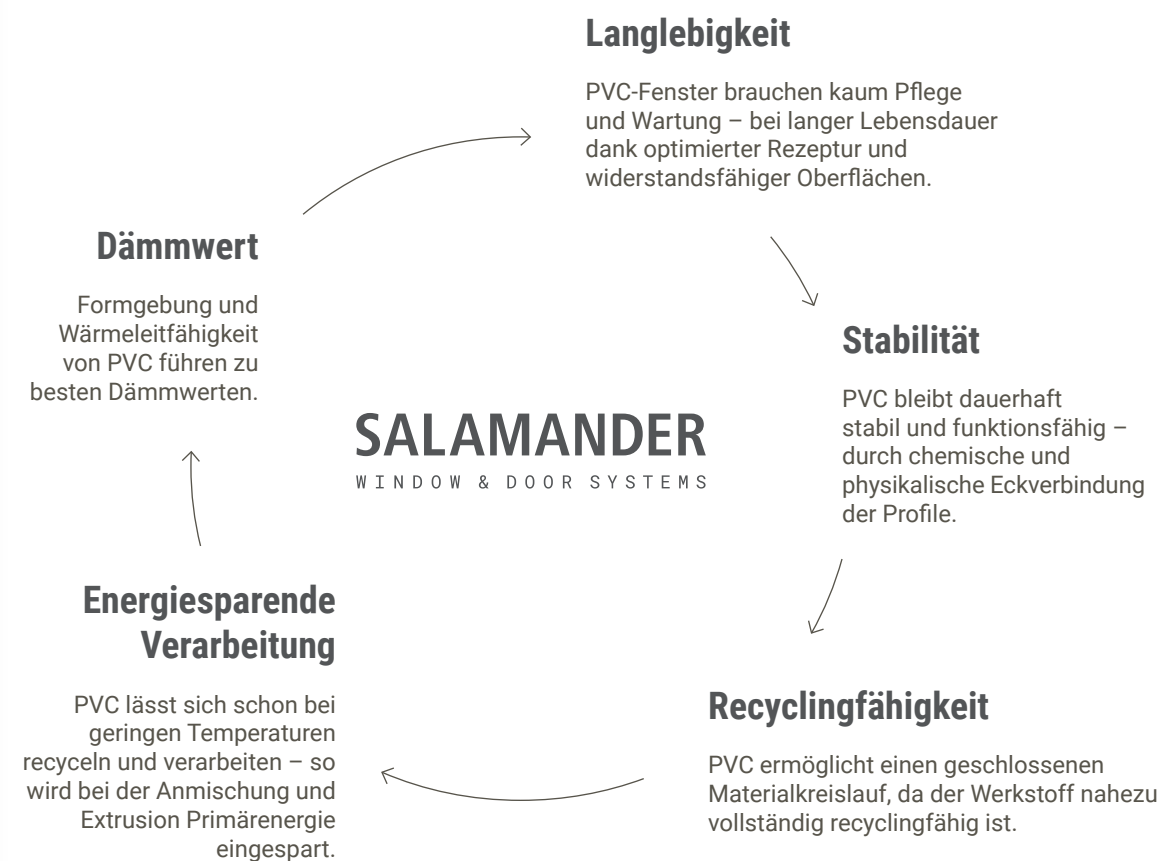 Langlebigkeit
PVC-Fenster brauchen kaum Pflege
und Wartung – bei langer Lebensdauer
dank optimierter Rezeptur und
widerstandsfähiger Oberflächen.
Stabilität
PVC bleibt dauerhaft
stabil und funktionsfähig –
durch chemische und
physikalische Eckverbindung
der Profile.
Recyclingfähigkeit
PVC ermöglicht einen geschlossenen
Materialkreislauf, da der Werkstoff nahezu
vollständig recyclingfähig ist.
Energiesparende
Verarbeitung
PVC lässt sich schon bei
geringen Temperaturen
recyceln und verarbeiten – so
wird bei der Anmischung und
Extrusion Primärenergie
eingespart.
Dämmwert
Formgebung und
Wärmeleitfähigkeit
von PVC führen zu
besten Dämmwerten.
SALAMANDER
WINDOW & DOOR SYSTEMS